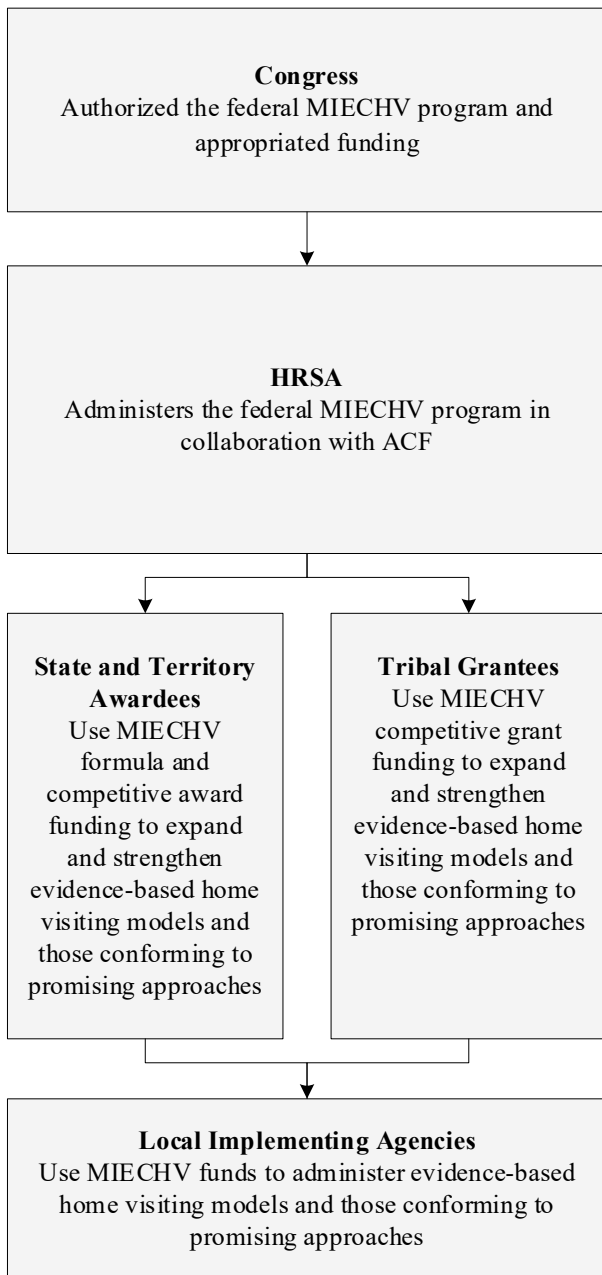 Congress
Authorized the federal MIECHV program and
appropriated funding
HRSA
Administers the federal MIECHV program in
collaboration with ACF
State and Territory
Awardees
Use MIECHV
formula and
competitive award
funding to expand
and strengthen
evidence-based home
visiting models and
those conforming to
promising approaches
Tribal Grantees
Use MIECHV
competitive grant
funding to expand
and strengthen
evidence-based home
visiting models and
those conforming to
promising approaches
Local Implementing Agencies
Use MIECHV funds to administer evidence-based
home visiting models and those conforming to
promising approaches